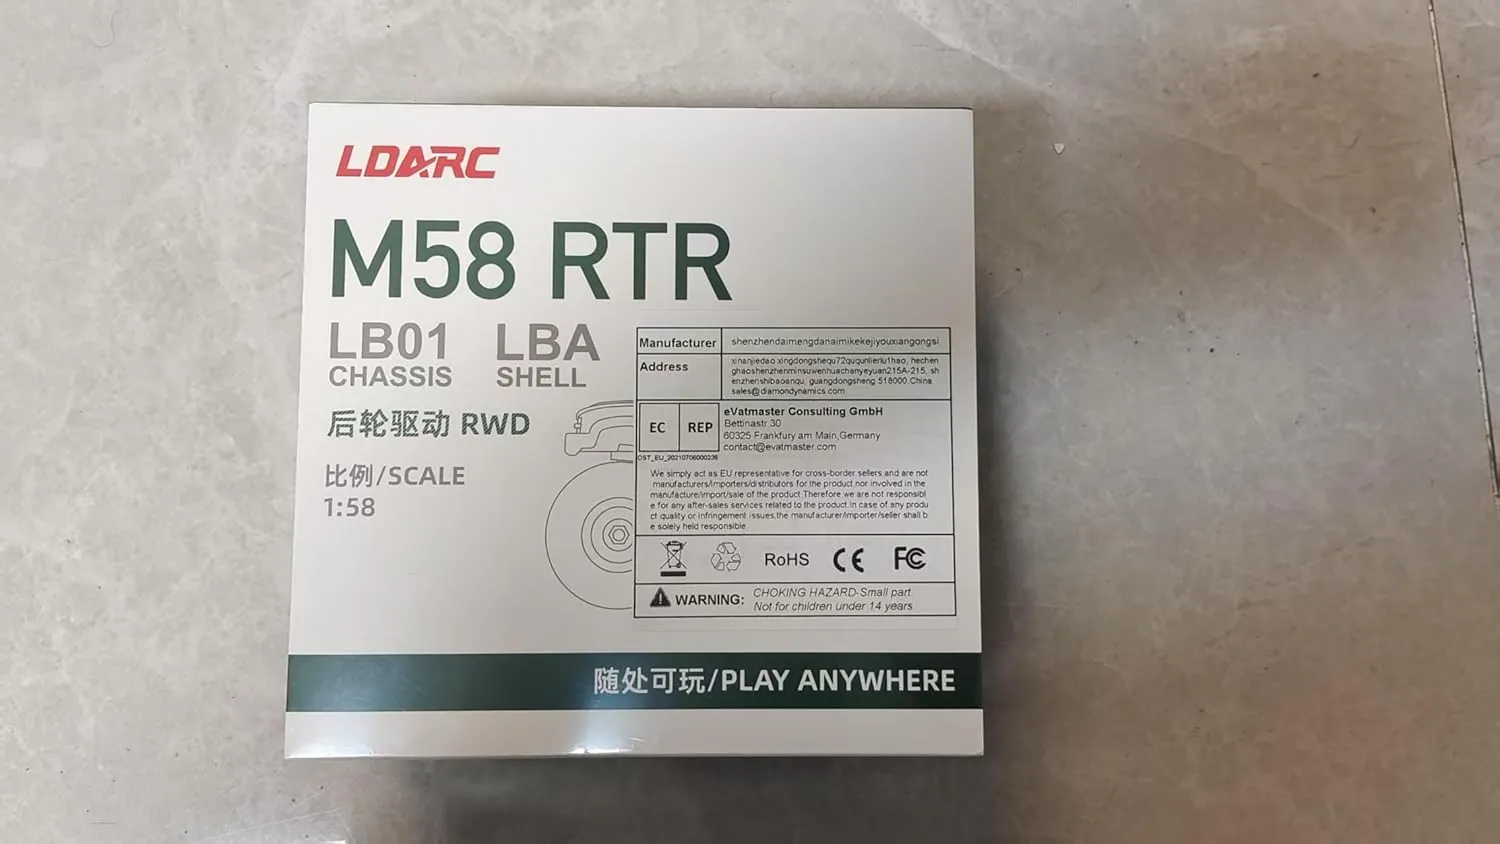 LDARC
M58 RTR
LB01
CHASSIS
LBA
SHELL
后轮驱动 RWD
比例/SCALE
1:58
Manufacturer shenzhendaimengdanaimikekejiyouxiangongsi
Address
xinanjiedao xingdongshequ72ququnlierlu1hao, hechen
ghaoshenzhenminsuwenhuachanyeyuan215A-215, sh
enzhenshibaoanqu, guangdongsheng 518000.China
sales@diamondynamics.com
EC REP
eVatmaster Consulting GmbH
Bettinastr.30
60325 Frankfury am Main,Germany
contact@evatmaster.com
OST_EU_20210706000236
We simply act as EU representative for cross-border sellers,and are not
manufacturers/importers/distributors for the product nor involved in the
manufacture/import/sale of the product.Therefore,we are not responsibl
e for any after-sales services related to the product.In case of any produ
ct quality or infringement issues,the manufacturer/importer/seller shall b
e solely held responsible
RoHS CE FC
WARNING:
CHOKING HAZARD-Small part.
Not for children under 14 years
随处可玩/PLAY ANYWHERE